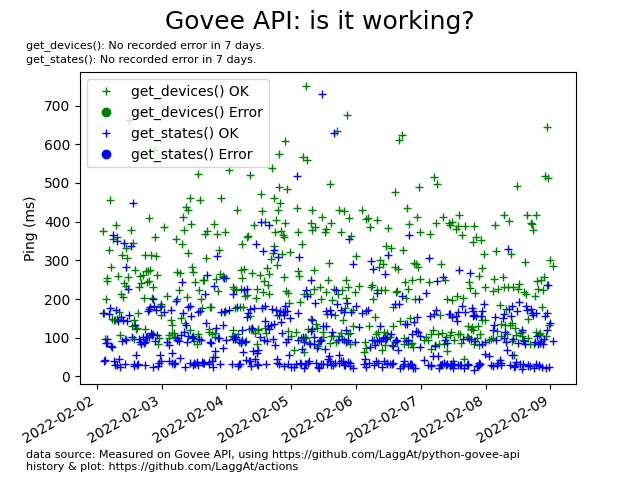 Govee API: is it working?
get_devices(): No recorded error in 7 days.
get_states(): No recorded error in 7 days.
get_devices() OK
get_devices() Error
get_states() OK
get_states() Error
Ping (ms)
700
600
500
400
300
200
100
0
2022-02-02
2022-02-03
2022-02-04
2022-02-05
2022-02-06
2022-02-07
2022-02-08
2022-02-09
data source: Measured on Govee API, using https://github.com/LaggAt/python-govee-api
history & plot: https://github.com/LaggAt/actions